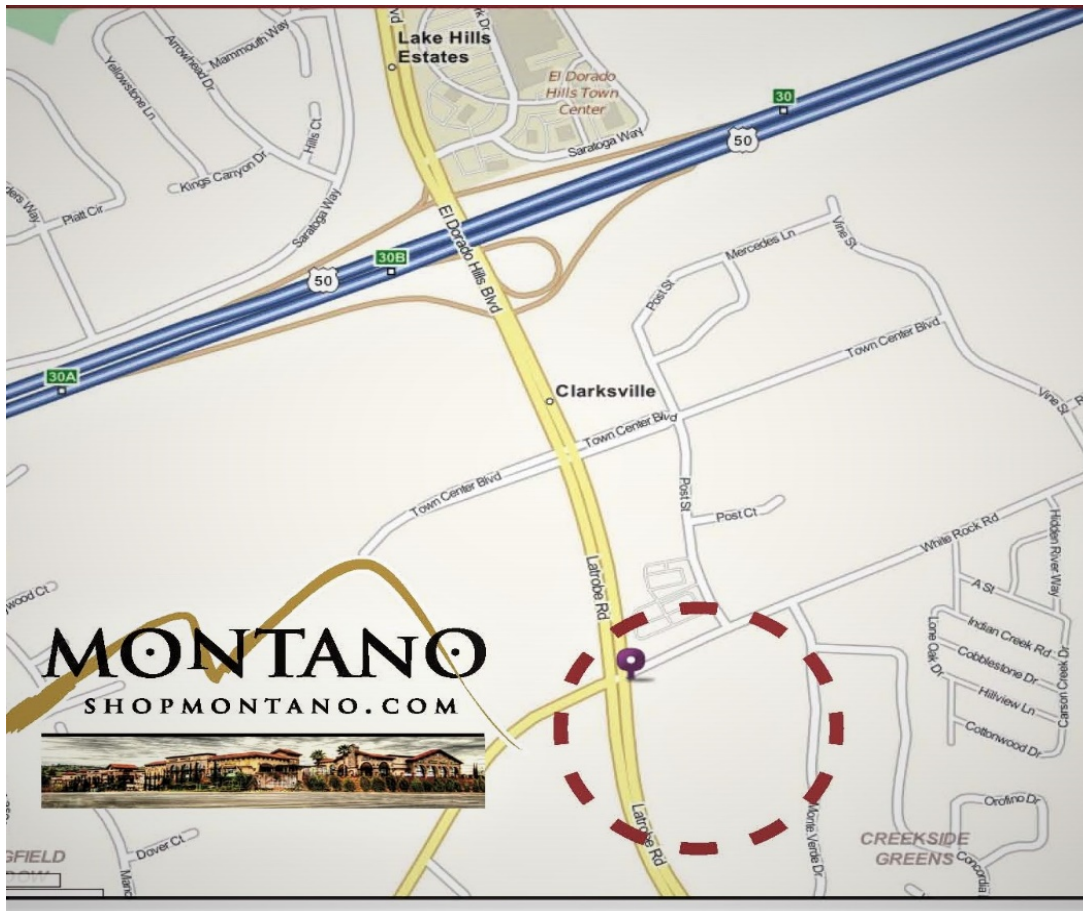 Mammouth Way
Arrowhead Dr
Yellowstone Ln
Kings Canyon Dr
Hills Ct
Platt Cir
Saratoga Way
Lake Hills
Estates
El Dorado
Hills Town
Center
Saratoga Way
30
50
El Dorado Hills Blvd
30B
50
30A
Mercedes Ln
Vine St
Post St
Town Center Blvd
Clarksville
Vine St
Town Center Blvd
Town Center Blvd
Post St
Post Ct
White Rock Rd
Hidden River Way
A St
Latrobe Rd
Indian Creek Rd
Lone Oak Dr
Cobblestone Dr
Hillview Ln
Carson Creek Dr
Cottonwood Dr
MONTANO
SHOPMONTANO.COM
Latrobe Rd
Monte Verde Dr
Orofino Dr
CREEKSIDE
GREENS
Concordia
Dover Ct